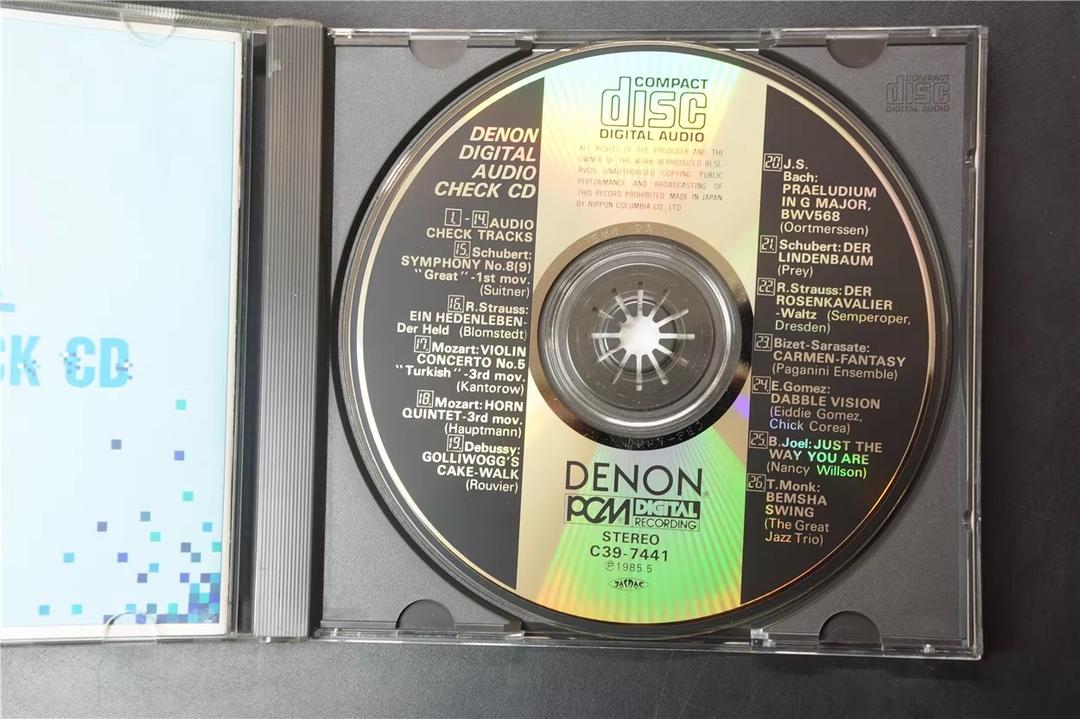 CK CD
COMPACT
disc
DIGITAL AUDIO
COMPACT
disc
DIGITAL AUDIO
ALL RIGHTS OF THE PRODUCER AND THE
OWNER OF THE WORK REPRODUCED RESE-
RVED. UNAUTHORISED COPYING PUBLIC
PERFORMANCE AND BROADCASTING OF
THIS RECORD PROHIBITED MADE IN JAPAN
BY NIPPON COLUMBIA CO. LTD
DENON
DIGITAL
AUDIO
CHECK CD
1. - 14. AUDIO
CHECK TRACKS
15. Schubert:
SYMPHONY No.8(9)
"Great"-1st mov.
(Suitner)
16. R.Strauss:
EIN HEDENLEBEN-
Der Held (Blomstedt)
17. Mozart: VIOLIN
CONCERTO No.5
"Turkish"-3rd mov.
(Kantorow)
18. Mozart: HORN
QUINTET-3rd mov.
(Hauptmann)
19. Debussy:
GOLLIWOGG'S
CAKE-WALK
(Rouvier)
20. J.S.
Bach:
PRAELUDIUM
IN G MAJOR,
BWV568
(Oortmerssen)
21. Schubert: DER
LINDENBAUM
(Prey)
22. R.Strauss: DER
ROSENKAVALIER
-Waltz (Semperoper,
Dresden)
23. Bizet-Sarasate:
CARMEN-FANTASY
(Paganini Ensemble)
24. E.Gomez:
DABBLE VISION
(Eiddie Gomez,
Chick Corea)
25. B.Joel: JUST THE
WAY YOU ARE
(Nancy Willson)
26. T.Monk:
BEMSHA
SWING
(The Great
Jazz Trio)
DENON®
PCM DIGITAL
RECORDING
STEREO
C39-7441
℗1985.5
JASRAC